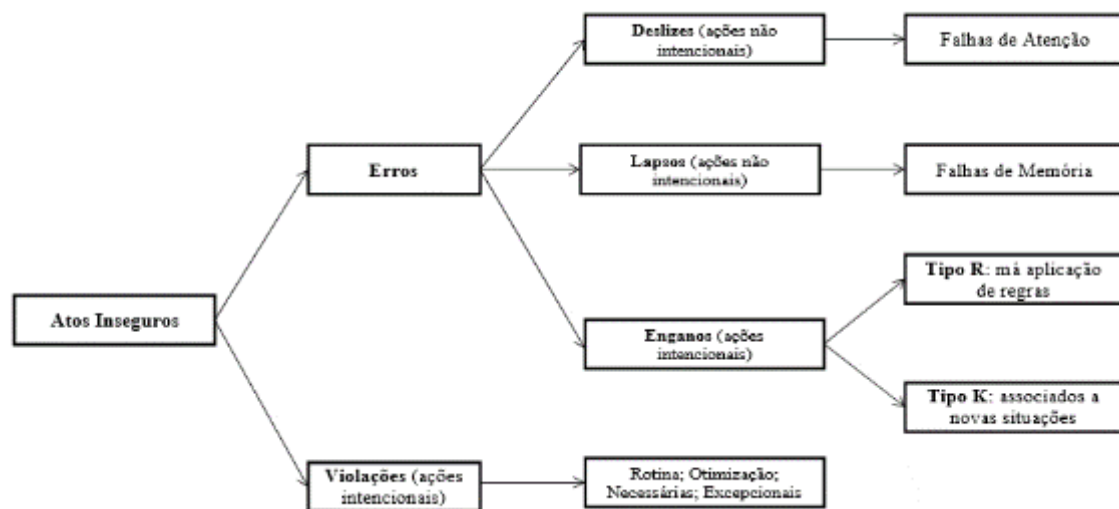 Deslizes (ações não
intencionais)
Falhas de Atenção
Erros
Lapsos (ações não
intencionais)
Falhas de Memória
Tipo R: má aplicação
de regras
Atos Inseguros
Enganos (ações
intencionais)
Tipo K: associados a
novas situações
Violações (ações
intencionais)
Rotina; Otimização;
Necessárias; Excepcionais